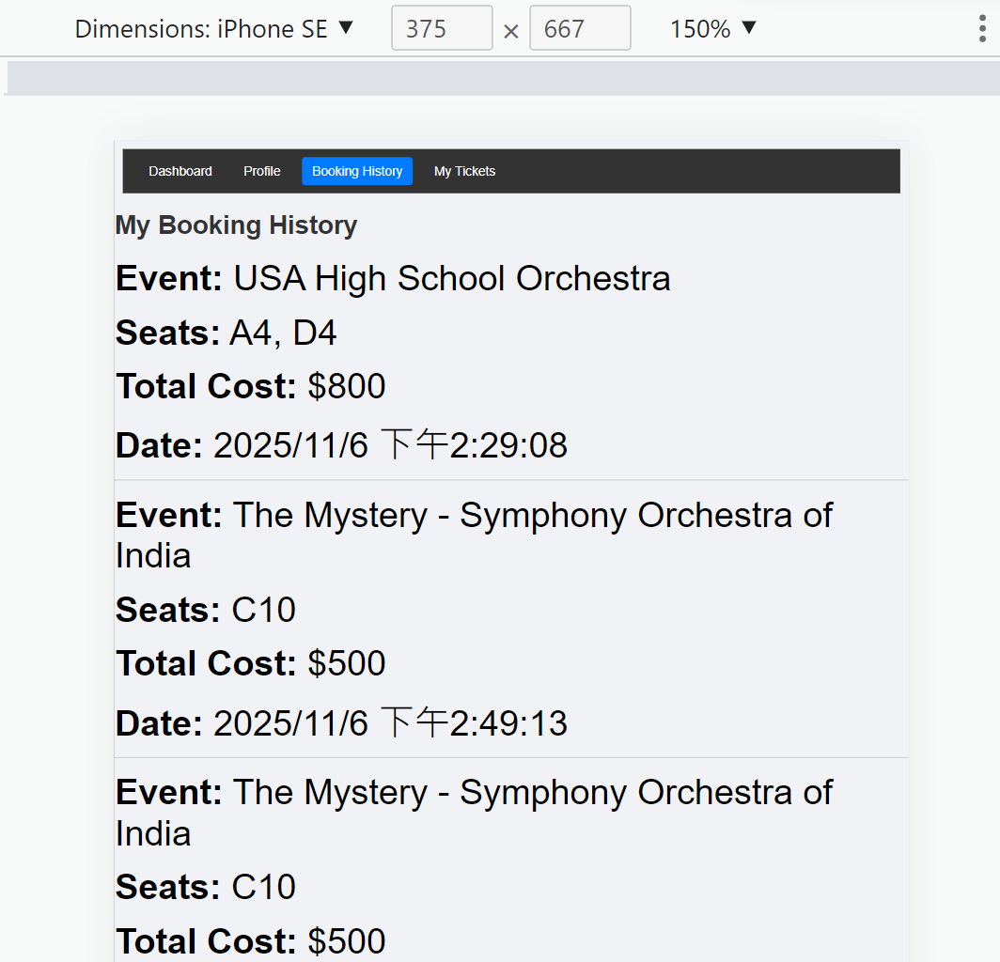 Dimensions: iPhone SE ▼ 375 × 667 150% ▼
Dashboard Profile Booking History My Tickets
My Booking History
Event: USA High School Orchestra
Seats: A4, D4
Total Cost: $800
Date: 2025/11/6 下午2:29:08
Event: The Mystery - Symphony Orchestra of
India
Seats: C10
Total Cost: $500
Date: 2025/11/6 下午2:49:13
Event: The Mystery - Symphony Orchestra of
India
Seats: C10
Total Cost: $500